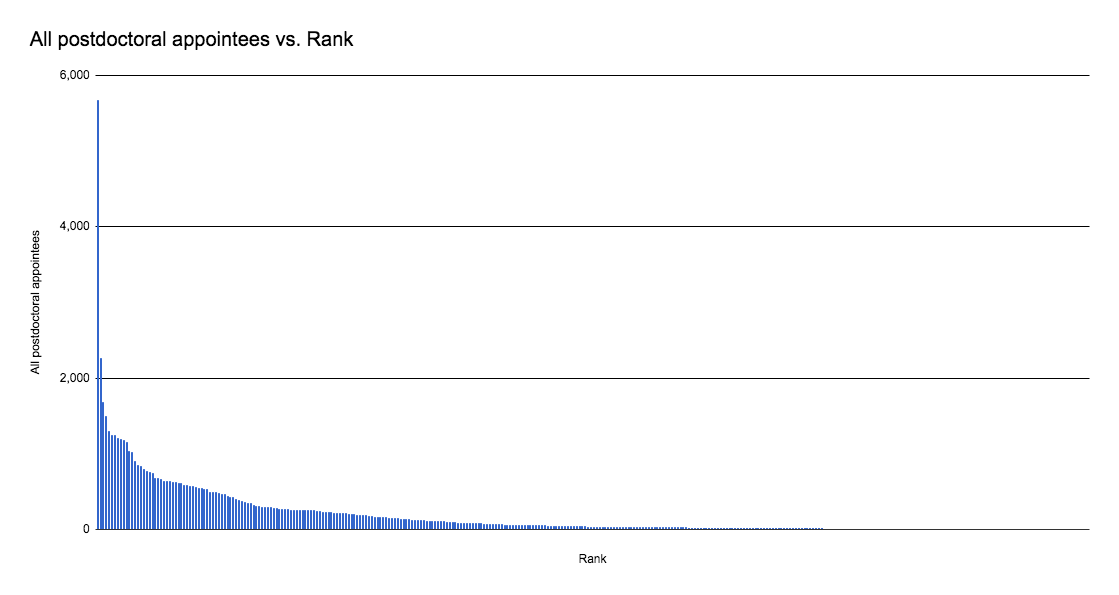 All postdoctoral appointees vs. Rank
6,000
4,000
2,000
0
All postdoctoral appointees
Rank